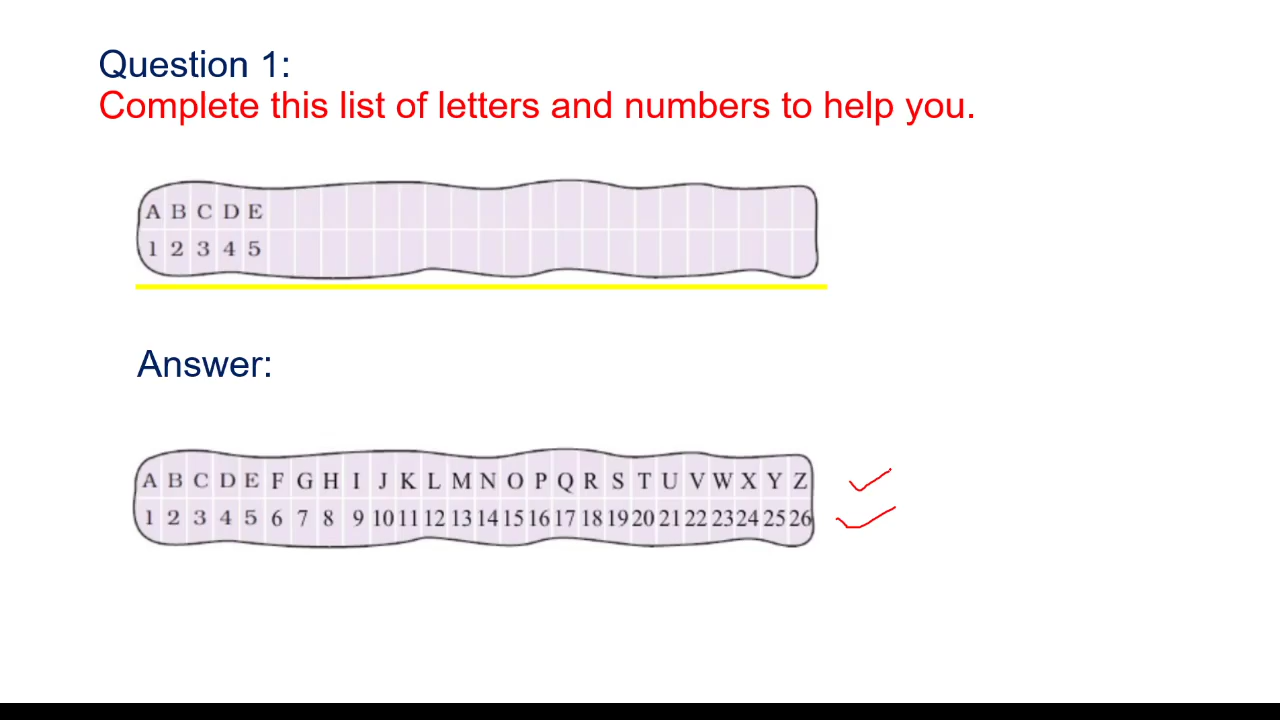 Question 1:
Complete this list of letters and numbers to help you.
A B C D E
1 2 3 4 5
Answer:
A B C D E F G H I J K L M N O P Q R S T U V W X Y Z
1 2 3 4 5 6 7 8 9 10 11 12 13 14 15 16 17 18 19 20 21 22 23 24 25 26